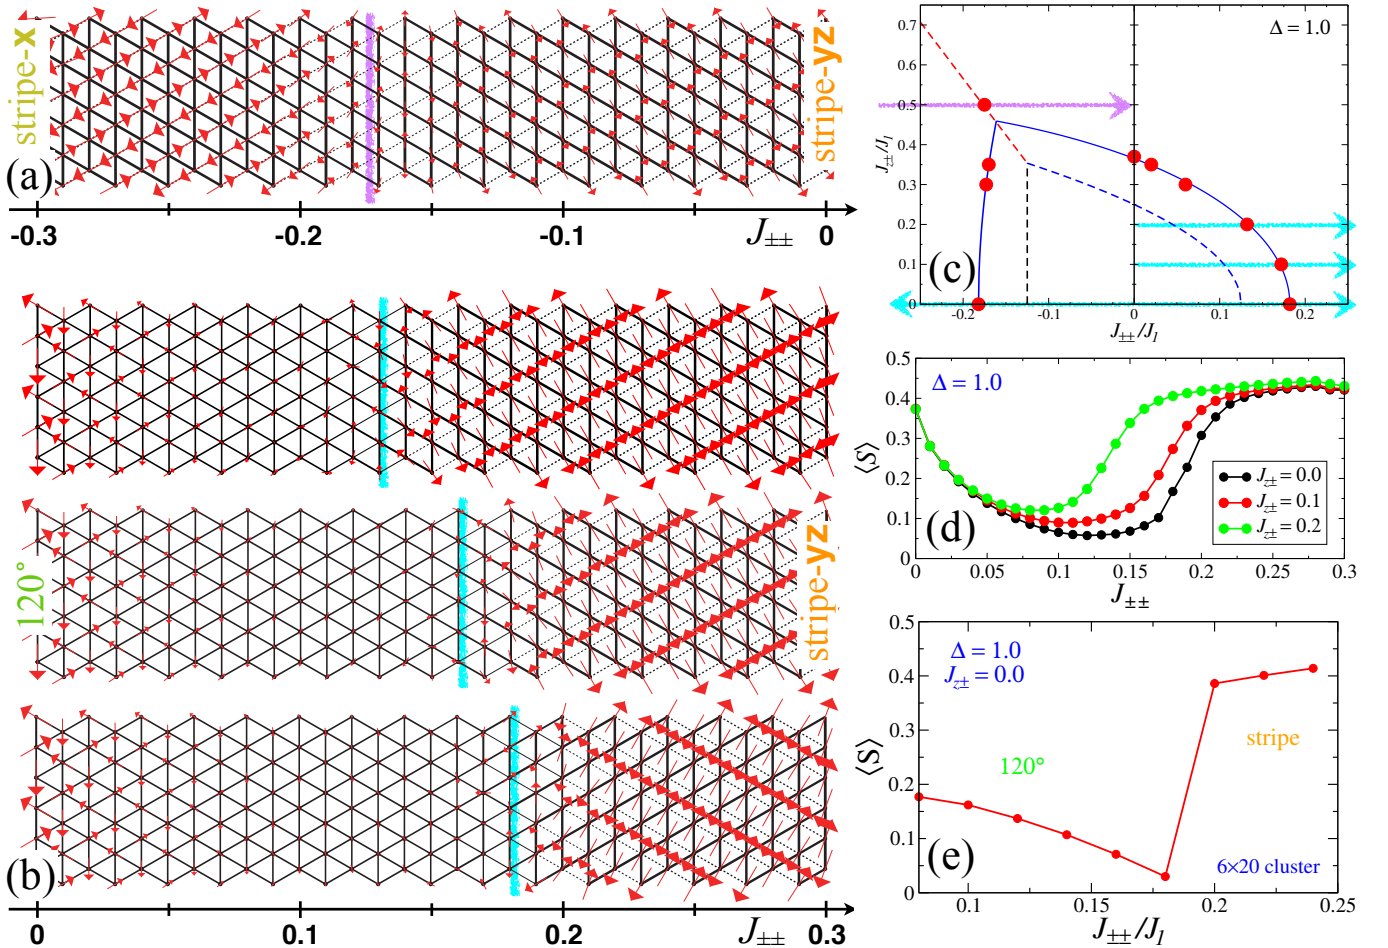 stripe-x
stripe-yz
(a)
-0.3
-0.2
-0.1
J±±
0
120°
stripe-yz
(b)
0
0.1
0.2
J±±
0.3
Δ = 1.0
0.7
0.6
0.5
0.4
0.3
0.2
0.1
0
Jz±/J1
(c)
-0.2
-0.1
0
0.1
0.2
J±±/J1
Δ = 1.0
0.5
0.4
0.3
0.2
0.1
0
⟨S⟩
(d)
Jz± = 0.0
Jz± = 0.1
Jz± = 0.2
0
0.05
0.1
0.15
0.2
0.25
0.3
J±±
Δ = 1.0
Jz± = 0.0
0.5
0.4
0.3
0.2
0.1
0
⟨S⟩
120°
stripe
(e)
6×20 cluster
0.1
0.15
0.2
0.25
J±±/J1